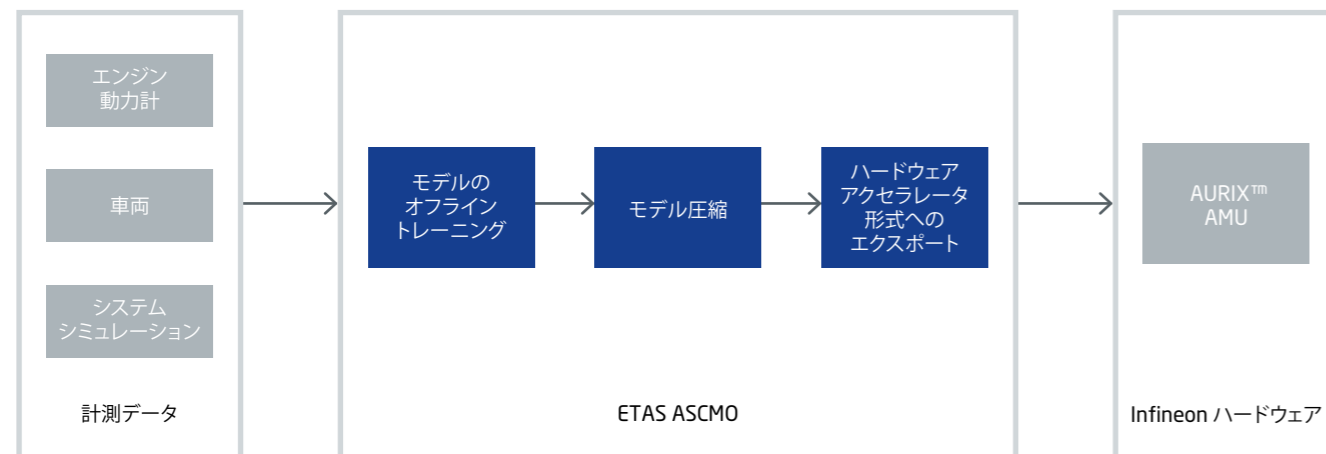 エンジン
動力計
車両
システム
シミュレーション
計測データ
モデルの
オフライン
トレーニング
モデル圧縮
ハードウェア
アクセラレータ
形式への
エクスポート
ETAS ASCMO
AURIX™
AMU
Infineon ハードウェア